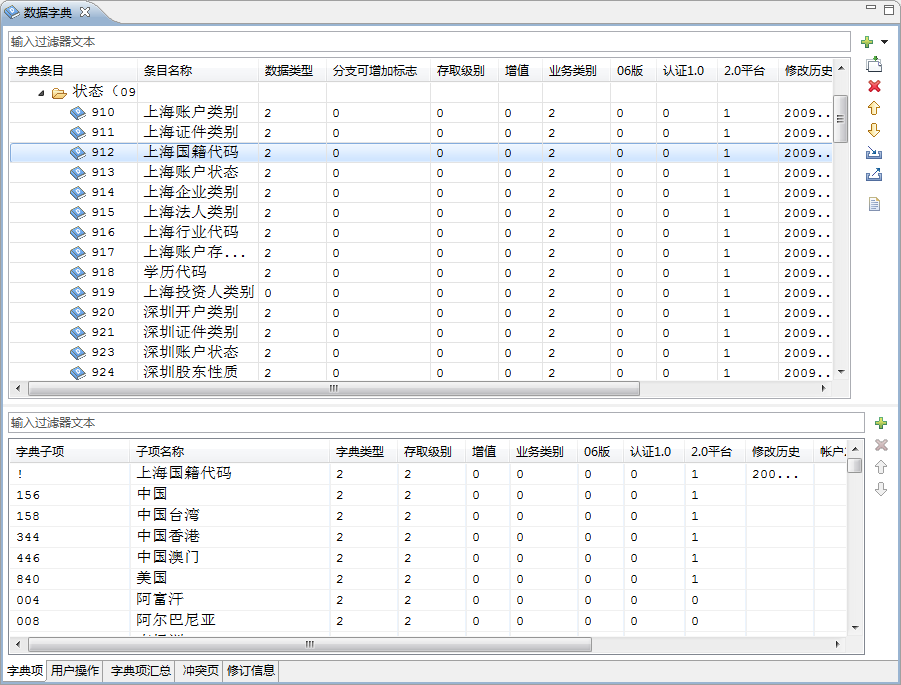 数据字典
输入过滤器文本
字典条目 条目名称 数据类型 分支可增加标志 存取级别 增值 业务类别 06版 认证1.0 2.0平台 修改历史
状态（09
910 上海账户类别 2 0 0 0 2 0 0 1 2009..
911 上海证件类别 2 0 0 0 2 0 0 1 2009..
912 上海国籍代码 2 0 0 0 2 0 0 1 2009..
913 上海账户状态 2 0 0 0 2 0 0 1 2009..
914 上海企业类别 2 0 0 0 2 0 0 1 2009..
915 上海法人类别 2 0 0 0 2 0 0 1 2009..
916 上海行业代码 2 0 0 0 2 0 0 1 2009..
917 上海账户存... 2 0 0 0 2 0 0 1 2009..
918 学历代码 2 0 0 0 2 0 0 1 2009..
919 上海投资人类别 0 0 0 0 2 0 0 1 2009..
920 深圳开户类别 2 0 0 0 2 0 0 1 2009..
921 深圳证件类别 2 0 0 0 2 0 0 1 2009..
923 深圳账户状态 2 0 0 0 2 0 0 1 2009..
924 深圳股东性质 2 0 0 0 2 0 0 1 2009..
输入过滤器文本
字典子项 子项名称 字典类型 存取级别 增值 业务类别 06版 认证1.0 2.0平台 修改历史 帐户
! 上海国籍代码 2 2 0 0 0 0 1 200...
156 中国 2 2 0 0 0 0 1
158 中国台湾 2 2 0 0 0 0 1
344 中国香港 2 2 0 0 0 0 1
446 中国澳门 2 2 0 0 0 0 1
840 美国 2 2 0 0 0 0 1
004 阿富汗 2 2 0 0 0 0 0
008 阿尔巴尼亚 2 2 0 0 0 0 0
字典项 用户操作 字典项汇总 冲突页 修订信息